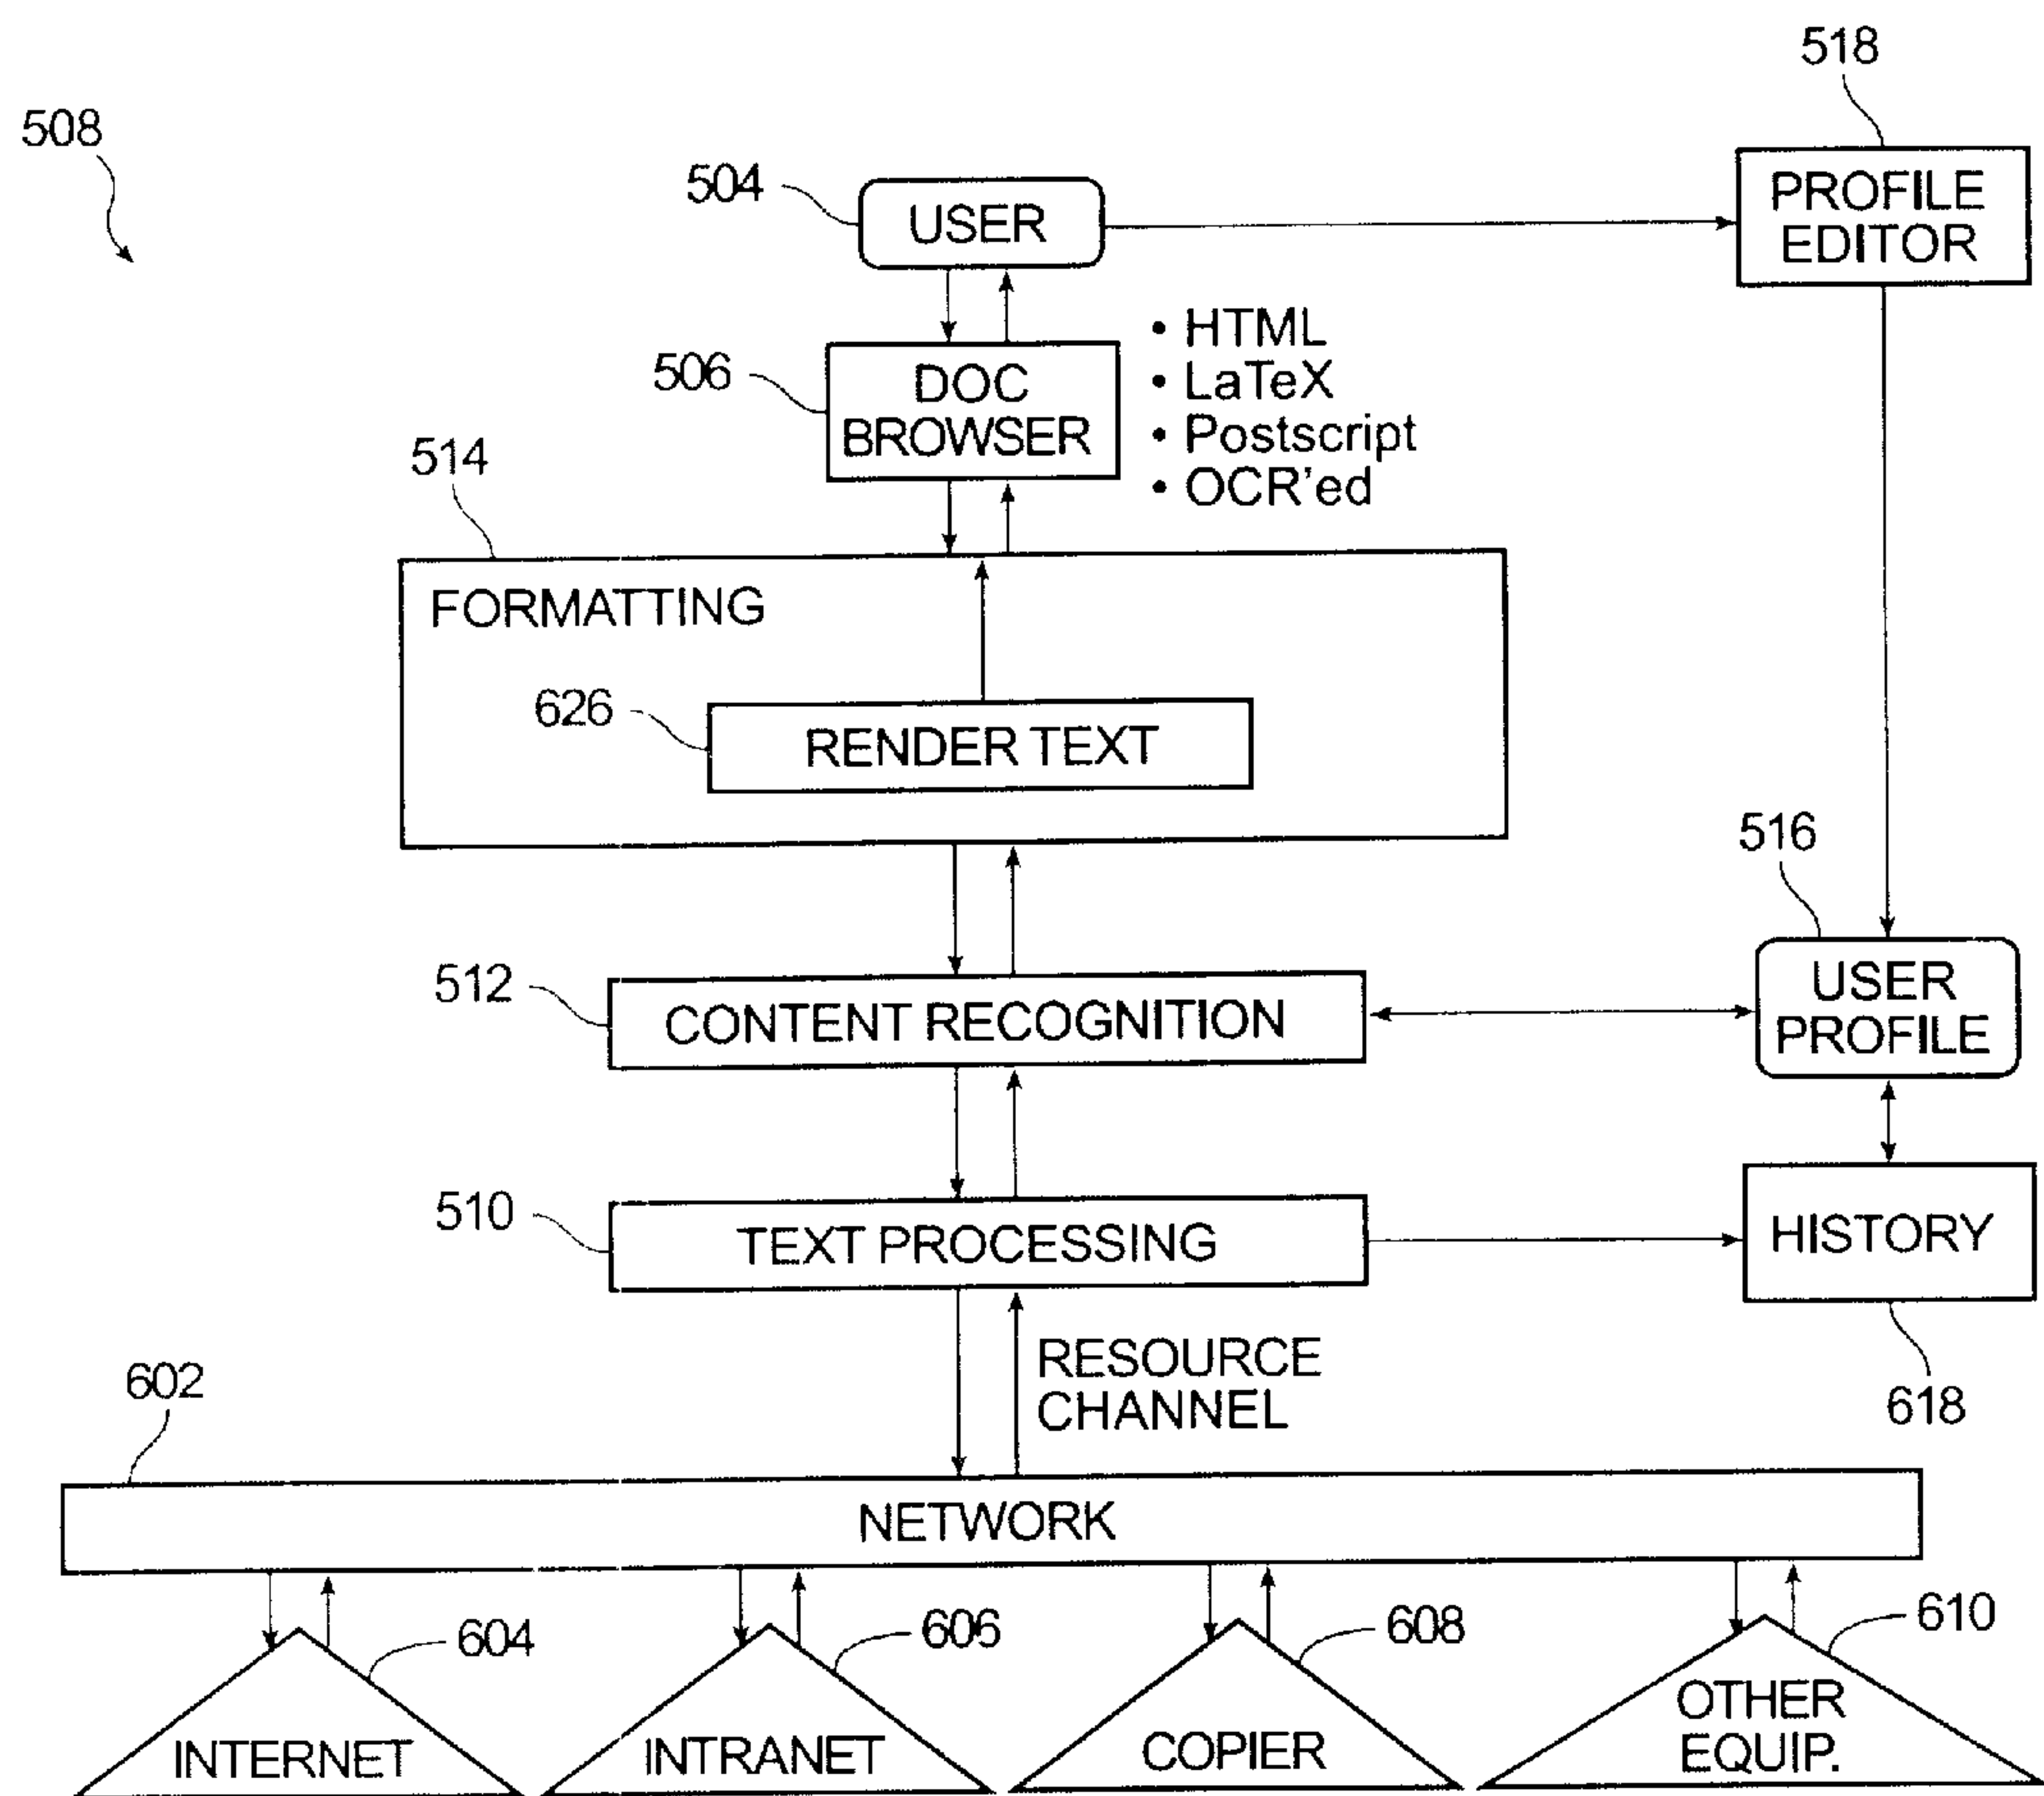 518
508
504
USER
PROFILE
EDITOR
506
DOC
BROWSER
• HTML
• LaTeX
• Postscript
• OCR'ed
514
FORMATTING
626
RENDER TEXT
516
USER
PROFILE
512
CONTENT RECOGNITION
510
TEXT PROCESSING
HISTORY
618
RESOURCE
CHANNEL
602
NETWORK
604
606
608
610
INTERNET
INTRANET
COPIER
OTHER
EQUIP.